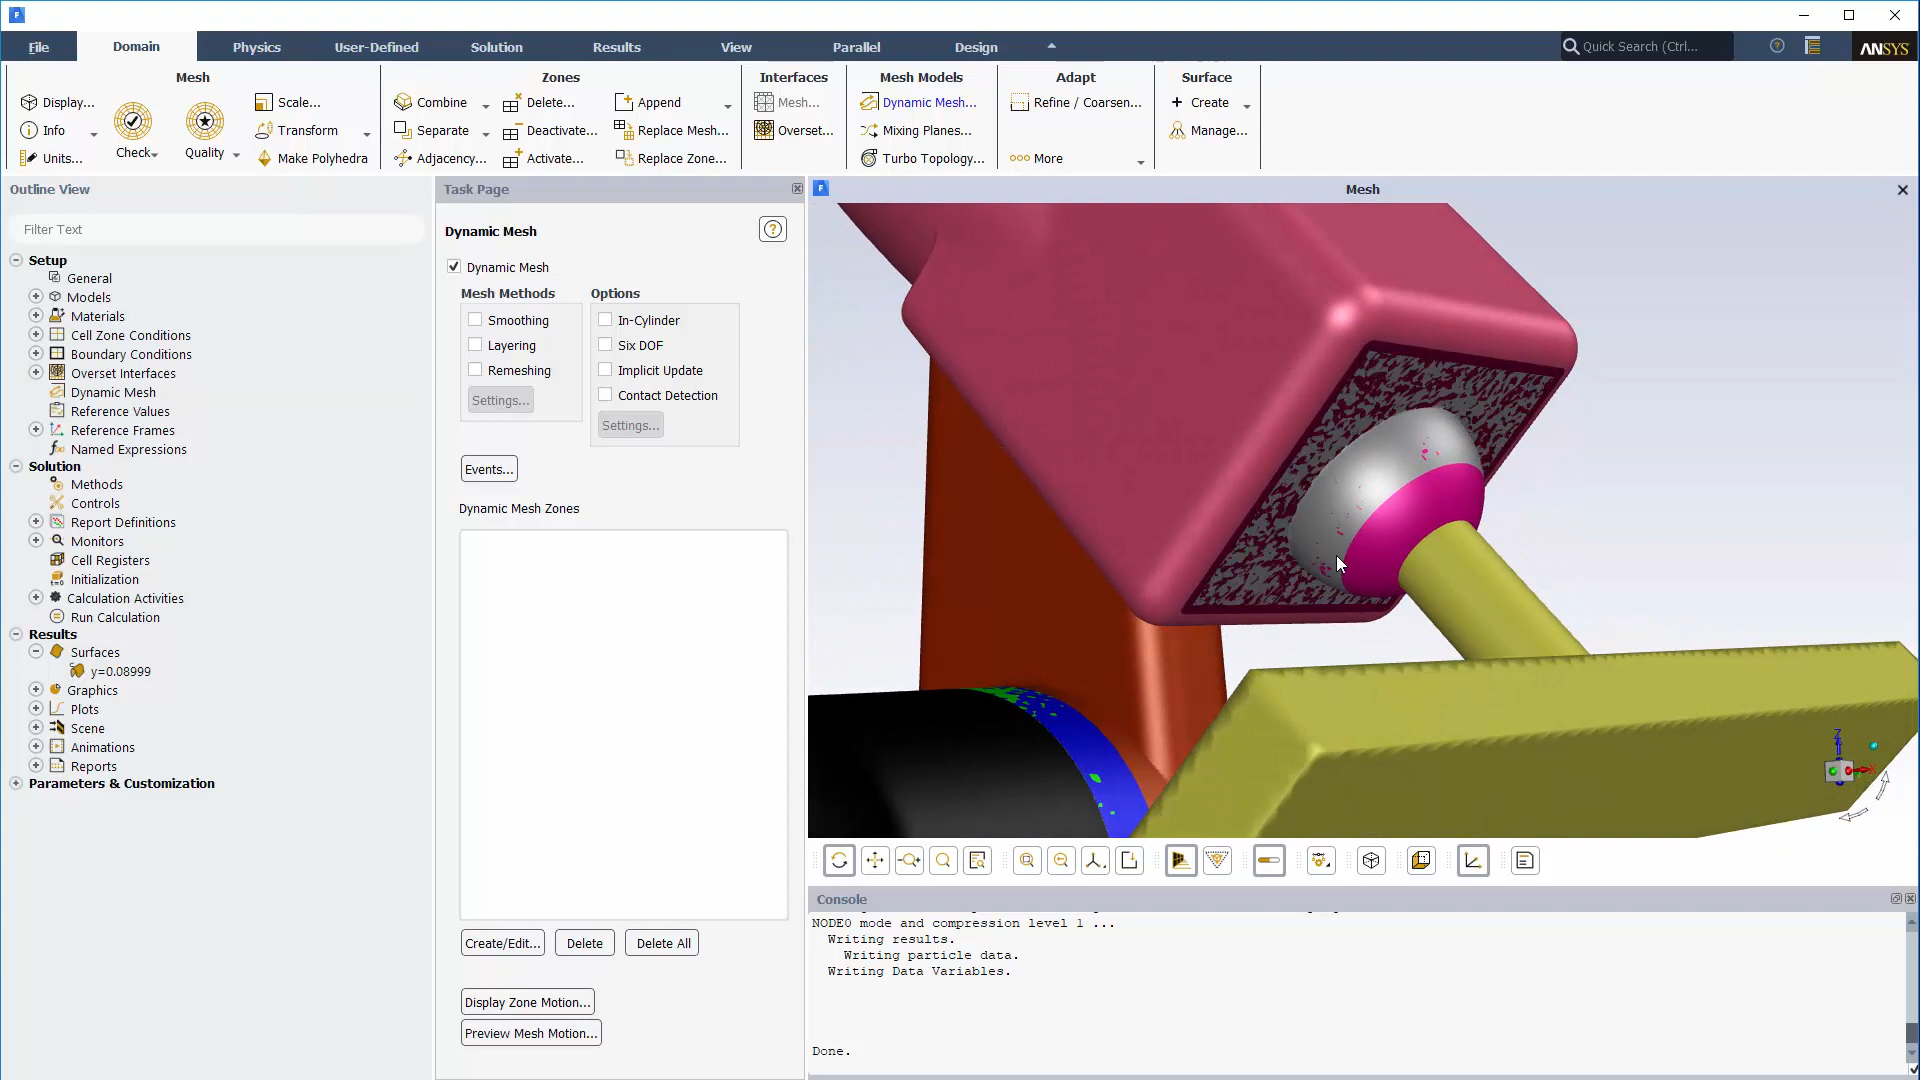 File
Domain
Physics
User-Defined
Solution
Results
View
Parallel
Design
Quick Search (Ctrl...
ANSYS
Mesh
Display...
Info
Units...
Check
Quality
Scale...
Transform
Make Polyhedra
Zones
Combine
Separate
Adjacency...
Delete...
Deactivate...
Activate...
Append
Replace Mesh...
Replace Zone...
Interfaces
Mesh...
Overset...
Mesh Models
Dynamic Mesh...
Mixing Planes...
Turbo Topology...
Adapt
Refine / Coarsen...
More
Surface
Create
Manage...
Outline View
Filter Text
Setup
General
Models
Materials
Cell Zone Conditions
Boundary Conditions
Overset Interfaces
Dynamic Mesh
Reference Values
Reference Frames
Named Expressions
Solution
Methods
Controls
Report Definitions
Monitors
Cell Registers
Initialization
Calculation Activities
Run Calculation
Results
Surfaces
y=0.08999
Graphics
Plots
Scene
Animations
Reports
Parameters & Customization
Task Page
Dynamic Mesh
Dynamic Mesh
Mesh Methods
Smoothing
Layering
Remeshing
Settings...
Options
In-Cylinder
Six DOF
Implicit Update
Contact Detection
Settings...
Events...
Dynamic Mesh Zones
Create/Edit...
Delete
Delete All
Display Zone Motion...
Preview Mesh Motion...
Mesh
Z
X
Console
NODE0 mode and compression level 1 ...
Writing results.
Writing particle data.
Writing Data Variables.
Done.